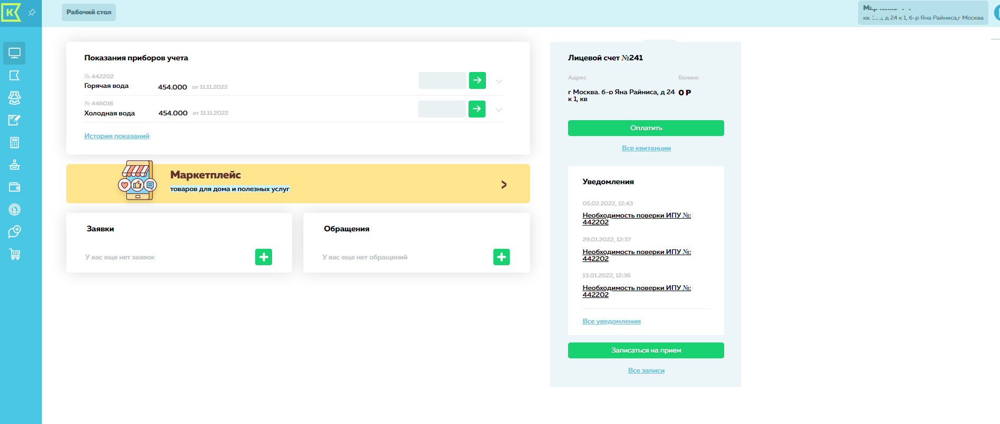 K
Рабочий стол
д 24 к 1, б-р Яна Райниса,г Москва
Показания приборов учета
№ 442202
Горячая вода
454.000 от 11.11.2022
№ 446016
Холодная вода
454.000 от 11.11.2022
История показаний
Маркетплейс
товаров для дома и полезных услуг
Заявки
У вас еще нет заявок
Обращения
У вас еще нет обращений
Лицевой счет №241
Адрес Баланс
г Москва. б-р Яна Райниса, д 24 0 Р
к 1, кв
Оплатить
Все квитанции
Уведомления
05.02.2022, 12:43
Необходимость поверки ИПУ №:
442202
29.01.2022, 12:37
Необходимость поверки ИПУ №:
442202
13.01.2022, 12:36
Необходимость поверки ИПУ №:
442202
Все уведомления
Записаться на прием
Все записи